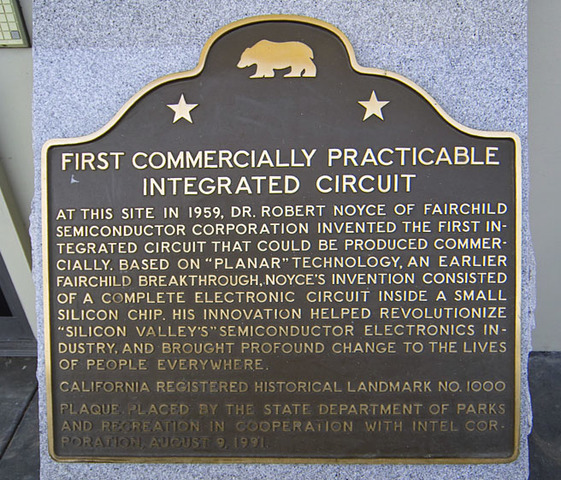 FIRST COMMERCIALLY PRACTICABLE
INTEGRATED CIRCUIT
AT THIS SITE IN 1959, DR. ROBERT NOYCE OF FAIRCHILD
SEMICONDUCTOR CORPORATION INVENTED THE FIRST IN-
TEGRATED CIRCUIT THAT COULD BE PRODUCED COMMER-
CIALLY. BASED ON "PLANAR" TECHNOLOGY, AN EARLIER
FAIRCHILD BREAKTHROUGH, NOYCE'S INVENTION CONSISTED
OF A COMPLETE ELECTRONIC CIRCUIT INSIDE A SMALL
SILICON CHIP. HIS INNOVATION HELPED REVOLUTIONIZE
"SILICON VALLEY'S" SEMICONDUCTOR ELECTRONICS IN-
DUSTRY, AND BROUGHT PROFOUND CHANGE TO THE LIVES
OF PEOPLE EVERYWHERE.
CALIFORNIA REGISTERED HISTORICAL LANDMARK NO. 1000
PLAQUE PLACED BY THE STATE DEPARTMENT OF PARKS
AND RECREATION IN COOPERATION WITH INTEL COR-
PORATION, AUGUST 9, 1991.